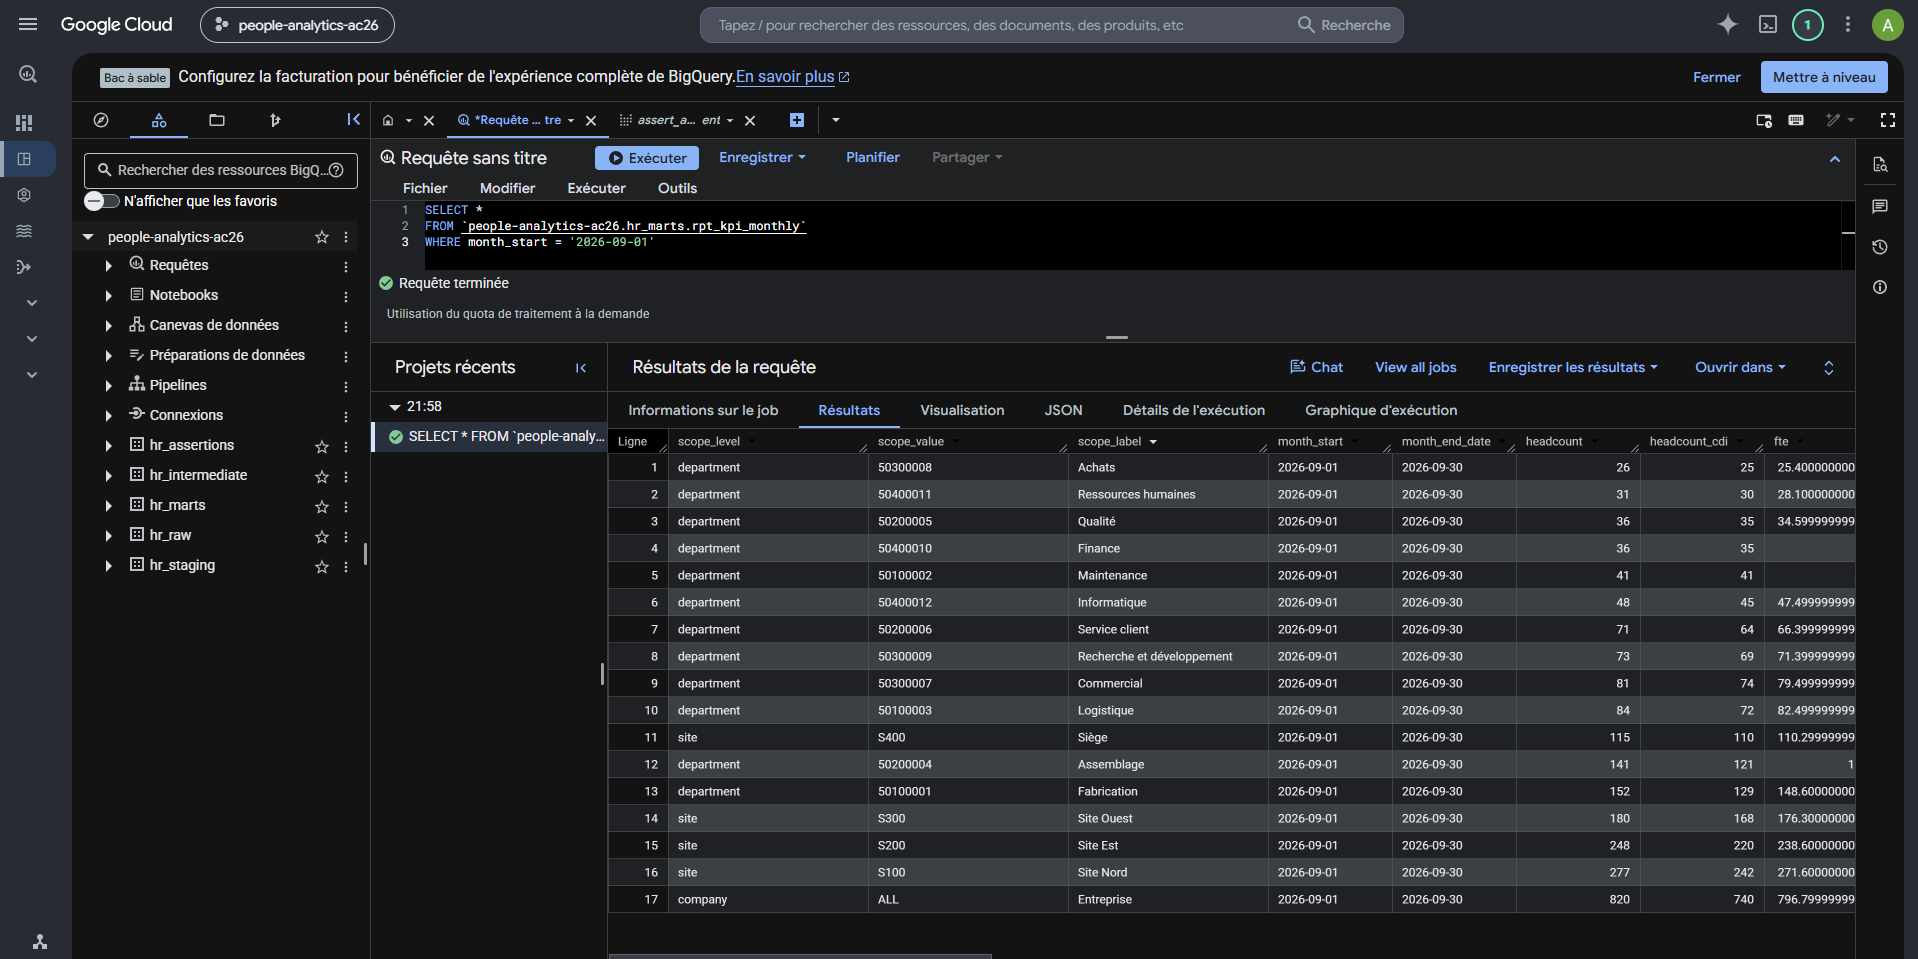 Google Cloud
people-analytics-ac26
Tapez / pour rechercher des ressources, des documents, des produits, etc
Recherche
1
A
Bac à sable
Configurez la facturation pour bénéficier de l'expérience complète de BigQuery.En savoir plus
Fermer
Mettre à niveau
*Requête ... tre
assert_a... ent
Rechercher des ressources BigQ...
N'afficher que les favoris
people-analytics-ac26
Requêtes
Notebooks
Canevas de données
Préparations de données
Pipelines
Connexions
hr_assertions
hr_intermediate
hr_marts
hr_raw
hr_staging
Requête sans titre
Exécuter
Enregistrer
Planifier
Partager
Fichier Modifier Exécuter Outils
1 SELECT *
2 FROM `people-analytics-ac26.hr_marts.rpt_kpi_monthly`
3 WHERE month_start = '2026-09-01'
Requête terminée
Utilisation du quota de traitement à la demande
Projets récents
21:58
SELECT * FROM `people-analy...
Résultats de la requête
Chat
View all jobs
Enregistrer les résultats
Ouvrir dans
Informations sur le job Résultats Visualisation JSON Détails de l'exécution Graphique d'exécution
Ligne scope_level scope_value scope_label month_start month_end_date headcount headcount_cdi fte
1 department 50300008 Achats 2026-09-01 2026-09-30 26 25 25.400000000
2 department 50400011 Ressources humaines 2026-09-01 2026-09-30 31 30 28.100000000
3 department 50200005 Qualité 2026-09-01 2026-09-30 36 35 34.599999999
4 department 50400010 Finance 2026-09-01 2026-09-30 36 35
5 department 50100002 Maintenance 2026-09-01 2026-09-30 41 41
6 department 50400012 Informatique 2026-09-01 2026-09-30 48 45 47.499999999
7 department 50200006 Service client 2026-09-01 2026-09-30 71 64 66.399999999
8 department 50300009 Recherche et développement 2026-09-01 2026-09-30 73 69 71.399999999
9 department 50300007 Commercial 2026-09-01 2026-09-30 81 74 79.499999999
10 department 50100003 Logistique 2026-09-01 2026-09-30 84 72 82.499999999
11 site S400 Siège 2026-09-01 2026-09-30 115 110 110.29999999
12 department 50200004 Assemblage 2026-09-01 2026-09-30 141 121 1
13 department 50100001 Fabrication 2026-09-01 2026-09-30 152 129 148.60000000
14 site S300 Site Ouest 2026-09-01 2026-09-30 180 168 176.30000000
15 site S200 Site Est 2026-09-01 2026-09-30 248 220 238.60000000
16 site S100 Site Nord 2026-09-01 2026-09-30 277 242 271.60000000
17 company ALL Entreprise 2026-09-01 2026-09-30 820 740 796.79999999